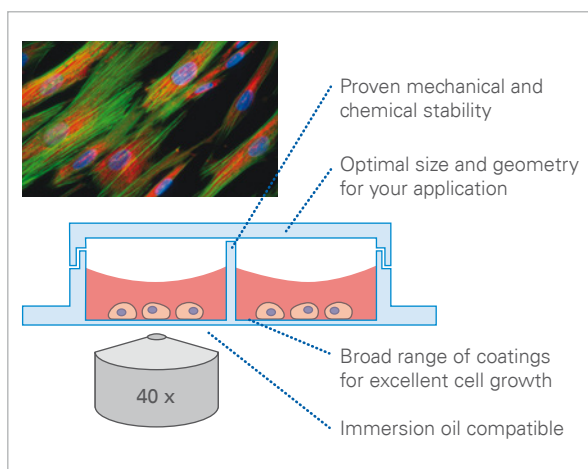 Proven mechanical and
chemical stability
Optimal size and geometry
for your application
Broad range of coatings
for excellent cell growth
40 x
Immersion oil compatible